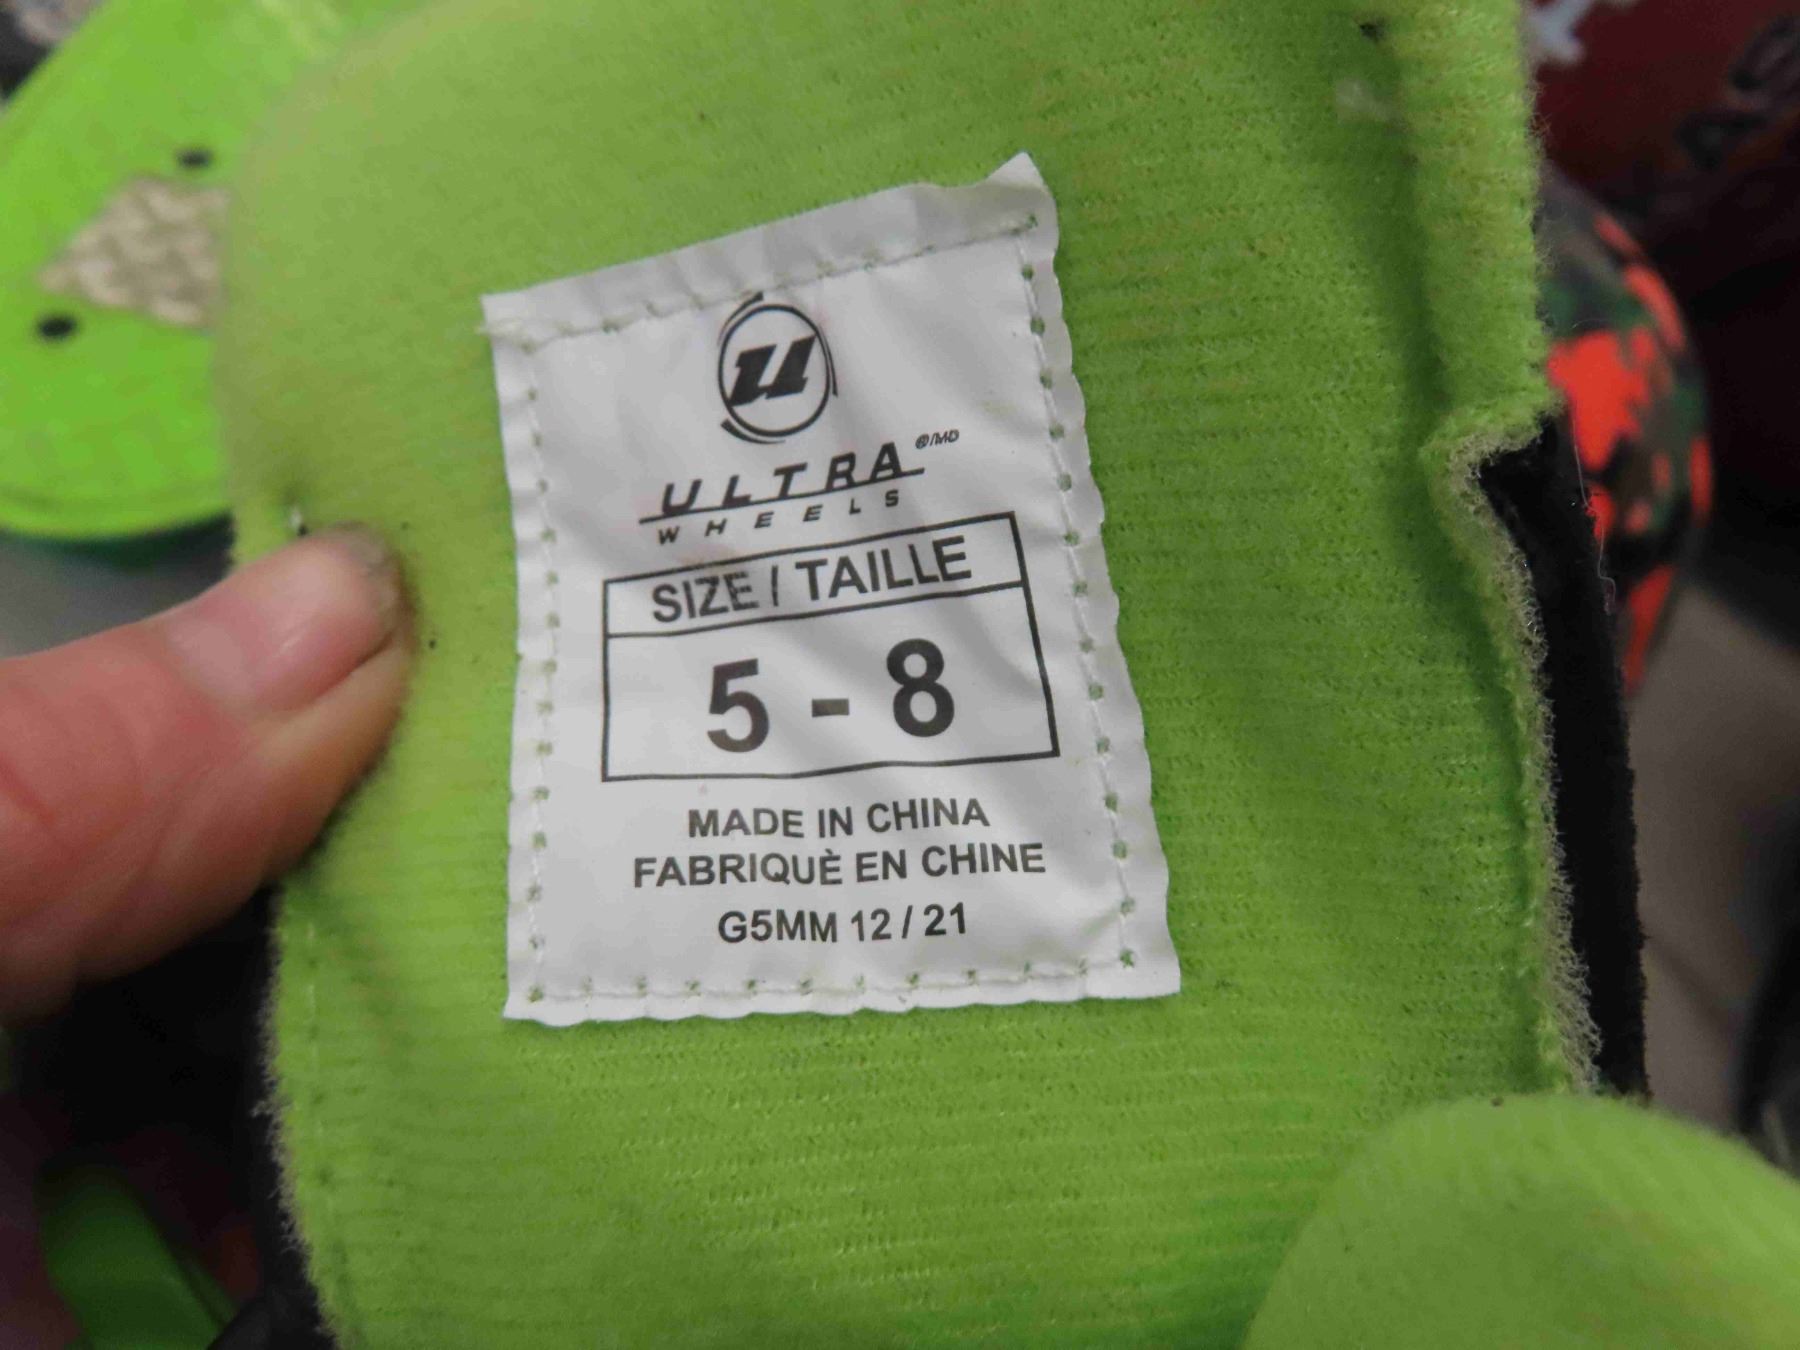 u
ULTRA ®/MD
WHEELS
SIZE / TAILLE
5 - 8
MADE IN CHINA
FABRIQUÈ EN CHINE
G5MM 12 / 21